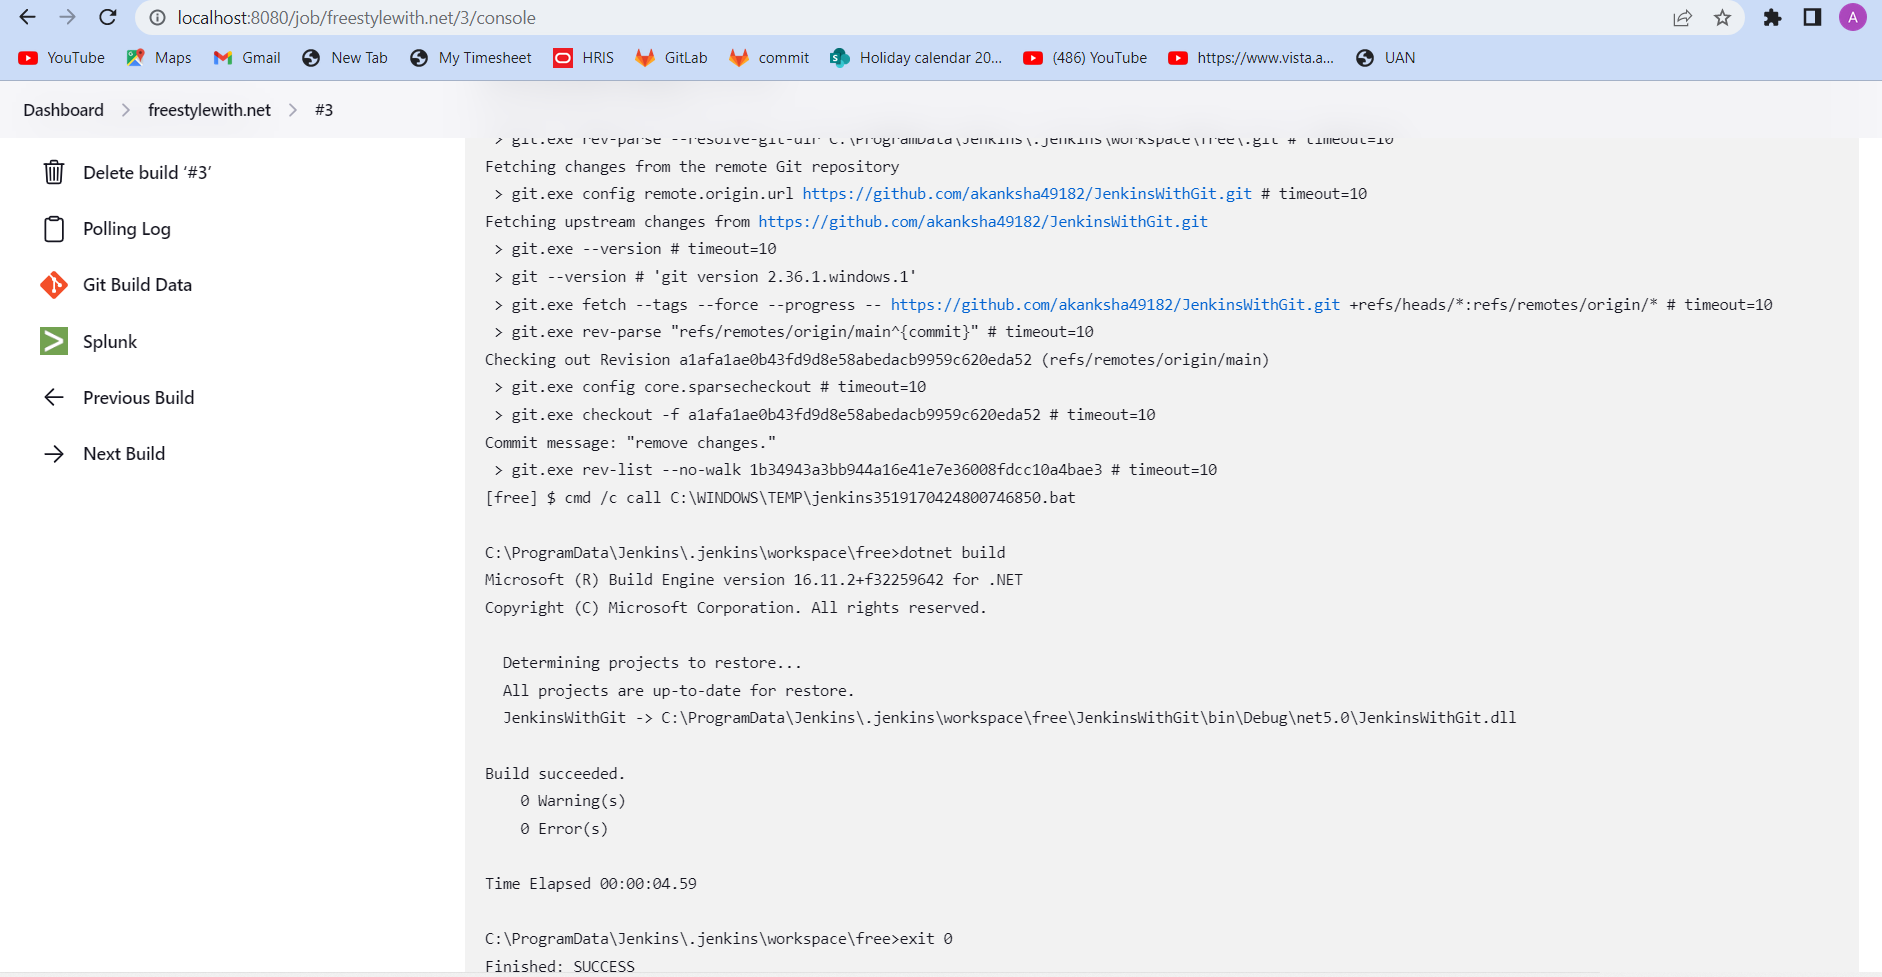 localhost:8080/job/freestylewith.net/3/console
A
YouTube Maps Gmail New Tab My Timesheet HRIS GitLab commit Holiday calendar 20... (486) YouTube https://www.vista.a... UAN
Dashboard freestylewith.net #3
Delete build ‘#3’
Polling Log
Git Build Data
Splunk
Previous Build
Next Build
> git.exe rev-parse --resolve-git-dir C:\ProgramData\Jenkins\.jenkins\workspace\free\.git # timeout=10
Fetching changes from the remote Git repository
> git.exe config remote.origin.url https://github.com/akanksha49182/JenkinsWithGit.git # timeout=10
Fetching upstream changes from https://github.com/akanksha49182/JenkinsWithGit.git
> git.exe --version # timeout=10
> git --version # 'git version 2.36.1.windows.1'
> git.exe fetch --tags --force --progress -- https://github.com/akanksha49182/JenkinsWithGit.git +refs/heads/*:refs/remotes/origin/* # timeout=10
> git.exe rev-parse "refs/remotes/origin/main^{commit}" # timeout=10
Checking out Revision a1afa1ae0b43fd9d8e58abedacb9959c620eda52 (refs/remotes/origin/main)
> git.exe config core.sparsecheckout # timeout=10
> git.exe checkout -f a1afa1ae0b43fd9d8e58abedacb9959c620eda52 # timeout=10
Commit message: "remove changes."
> git.exe rev-list --no-walk 1b34943a3bb944a16e41e7e36008fdcc10a4bae3 # timeout=10
[free] $ cmd /c call C:\WINDOWS\TEMP\jenkins3519170424800746850.bat
C:\ProgramData\Jenkins\.jenkins\workspace\free>dotnet build
Microsoft (R) Build Engine version 16.11.2+f32259642 for .NET
Copyright (C) Microsoft Corporation. All rights reserved.
Determining projects to restore...
All projects are up-to-date for restore.
JenkinsWithGit -> C:\ProgramData\Jenkins\.jenkins\workspace\free\JenkinsWithGit\bin\Debug\net5.0\JenkinsWithGit.dll
Build succeeded.
0 Warning(s)
0 Error(s)
Time Elapsed 00:00:04.59
C:\ProgramData\Jenkins\.jenkins\workspace\free>exit 0
Finished: SUCCESS